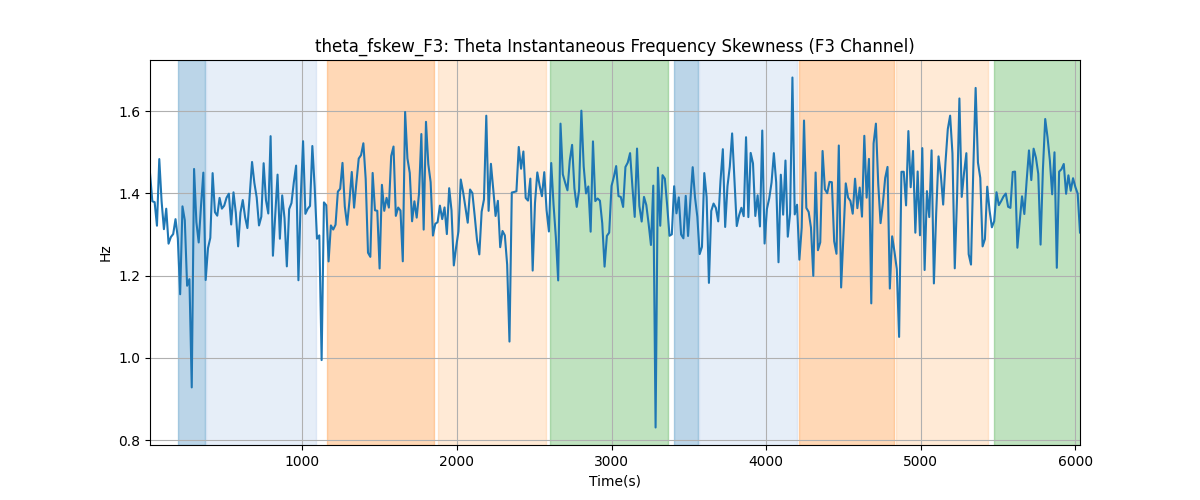 theta_fskew_F3: Theta Instantaneous Frequency Skewness (F3 Channel)
1.6
1.4
1.2
1.0
0.8
Hz
1000 2000 3000 4000 5000 6000
Time(s)